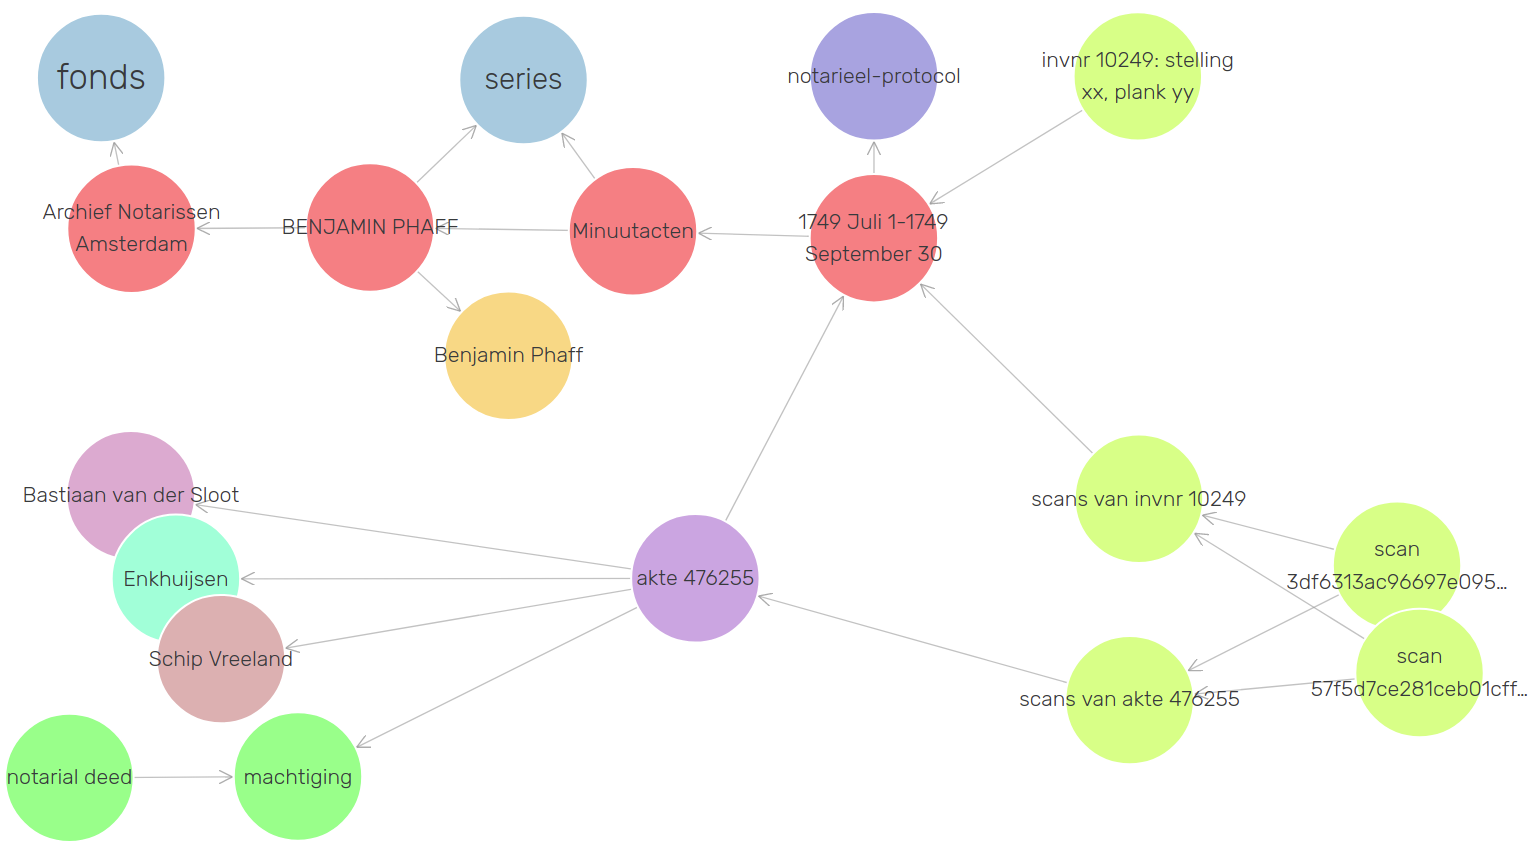 fonds
series
notarieel-protocol
invnr 10249: stelling
xx, plank yy
Archief Notarissen
Amsterdam
BENJAMIN PHAFF
Minuutacten
1749 Juli 1-1749
September 30
Benjamin Phaff
Bastiaan van der Sloot
Enkhuijsen
Schip Vreeland
akte 476255
scans van invnr 10249
scan
3df6313ac96697e095...
scan
57f5d7ce281ceb01cff...
scans van akte 476255
notarial deed
machtiging